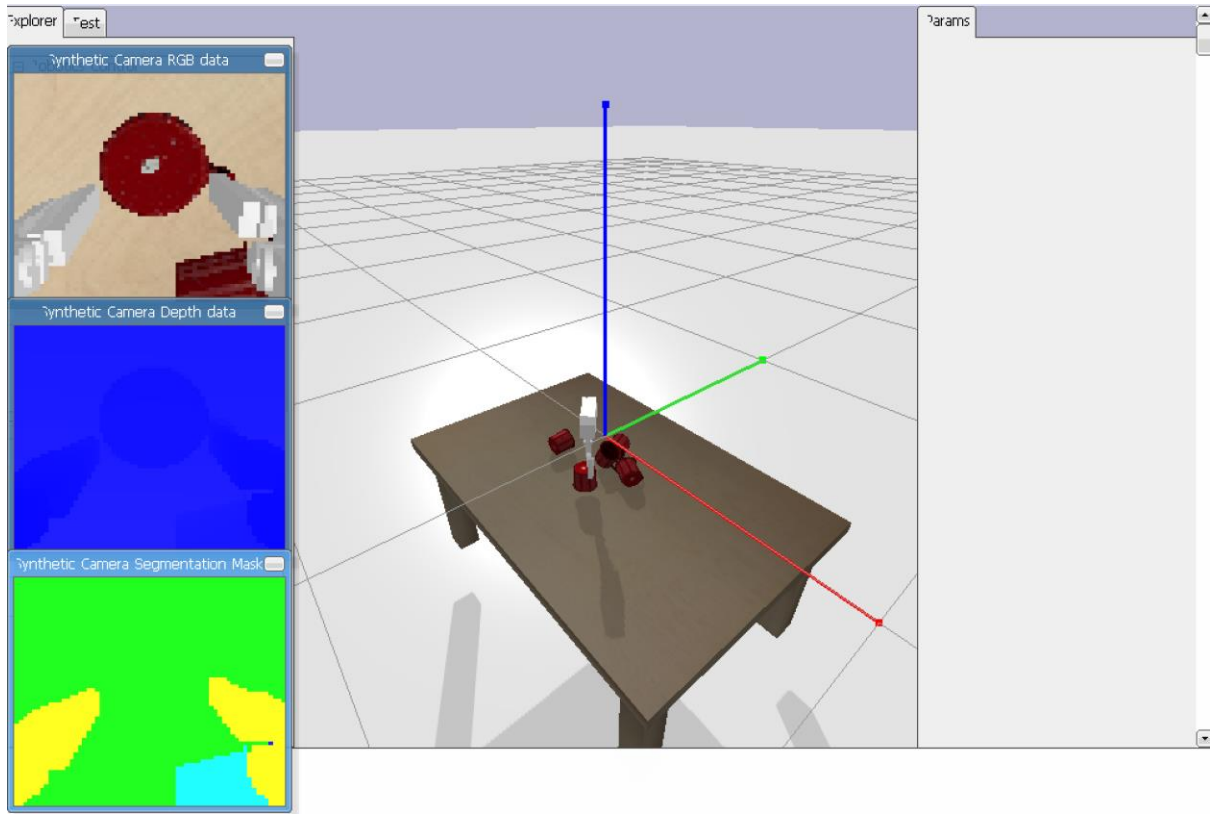 Explorer Test
Synthetic Camera RGB data
Synthetic Camera Depth data
Synthetic Camera Segmentation Mask
Params